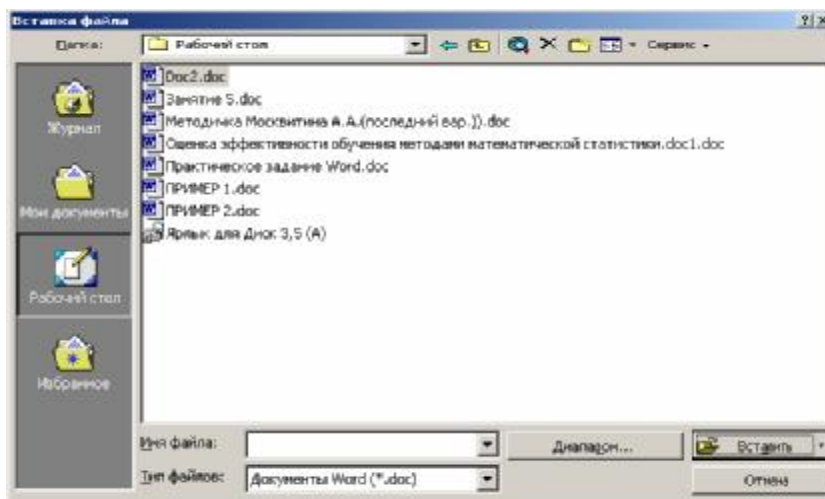 Вставка файла
Папка: Рабочий стол Сервис
Журнал
Мои документы
Рабочий стол
Избранное
Doc2.doc
Занятие 5.doc
Методичка Москвитина А.А.(последний вар.)).doc
Оценка эффективности обучения методами математической статистики.doc1.doc
Практическое задание Word.doc
ПРИМЕР 1.doc
ПРИМЕР 2.doc
Ярлык для Диск 3,5 (A)
Имя файла: Диапазон... Вставить
Тип файлов: Документы Word (*.doc) Отмена